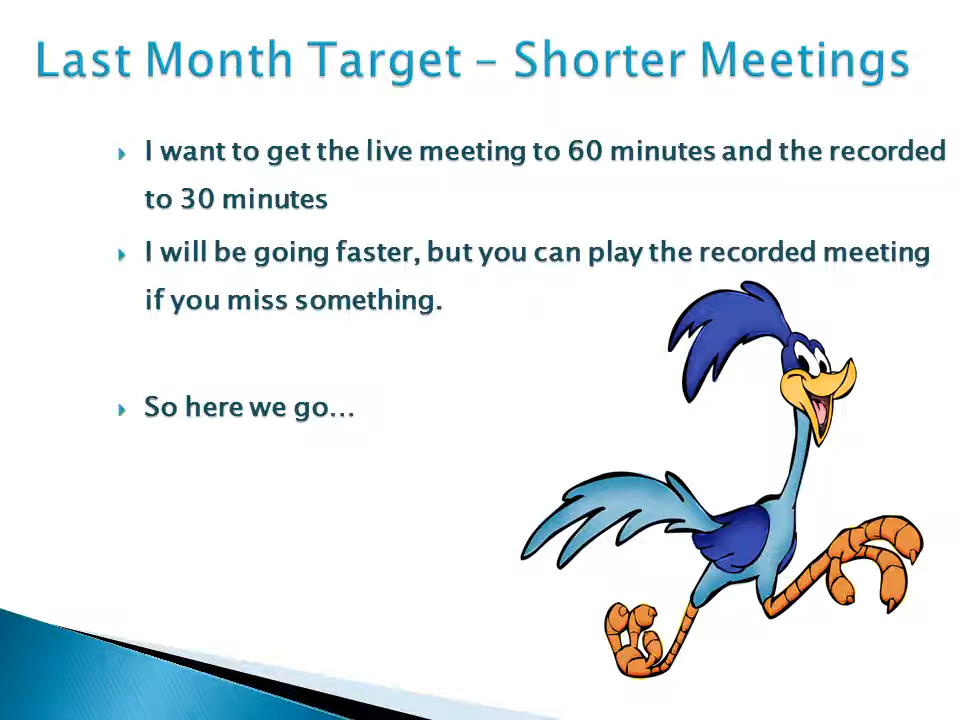 Last Month Target – Shorter Meetings
I want to get the live meeting to 60 minutes and the recorded
to 30 minutes
I will be going faster, but you can play the recorded meeting
if you miss something.
So here we go…